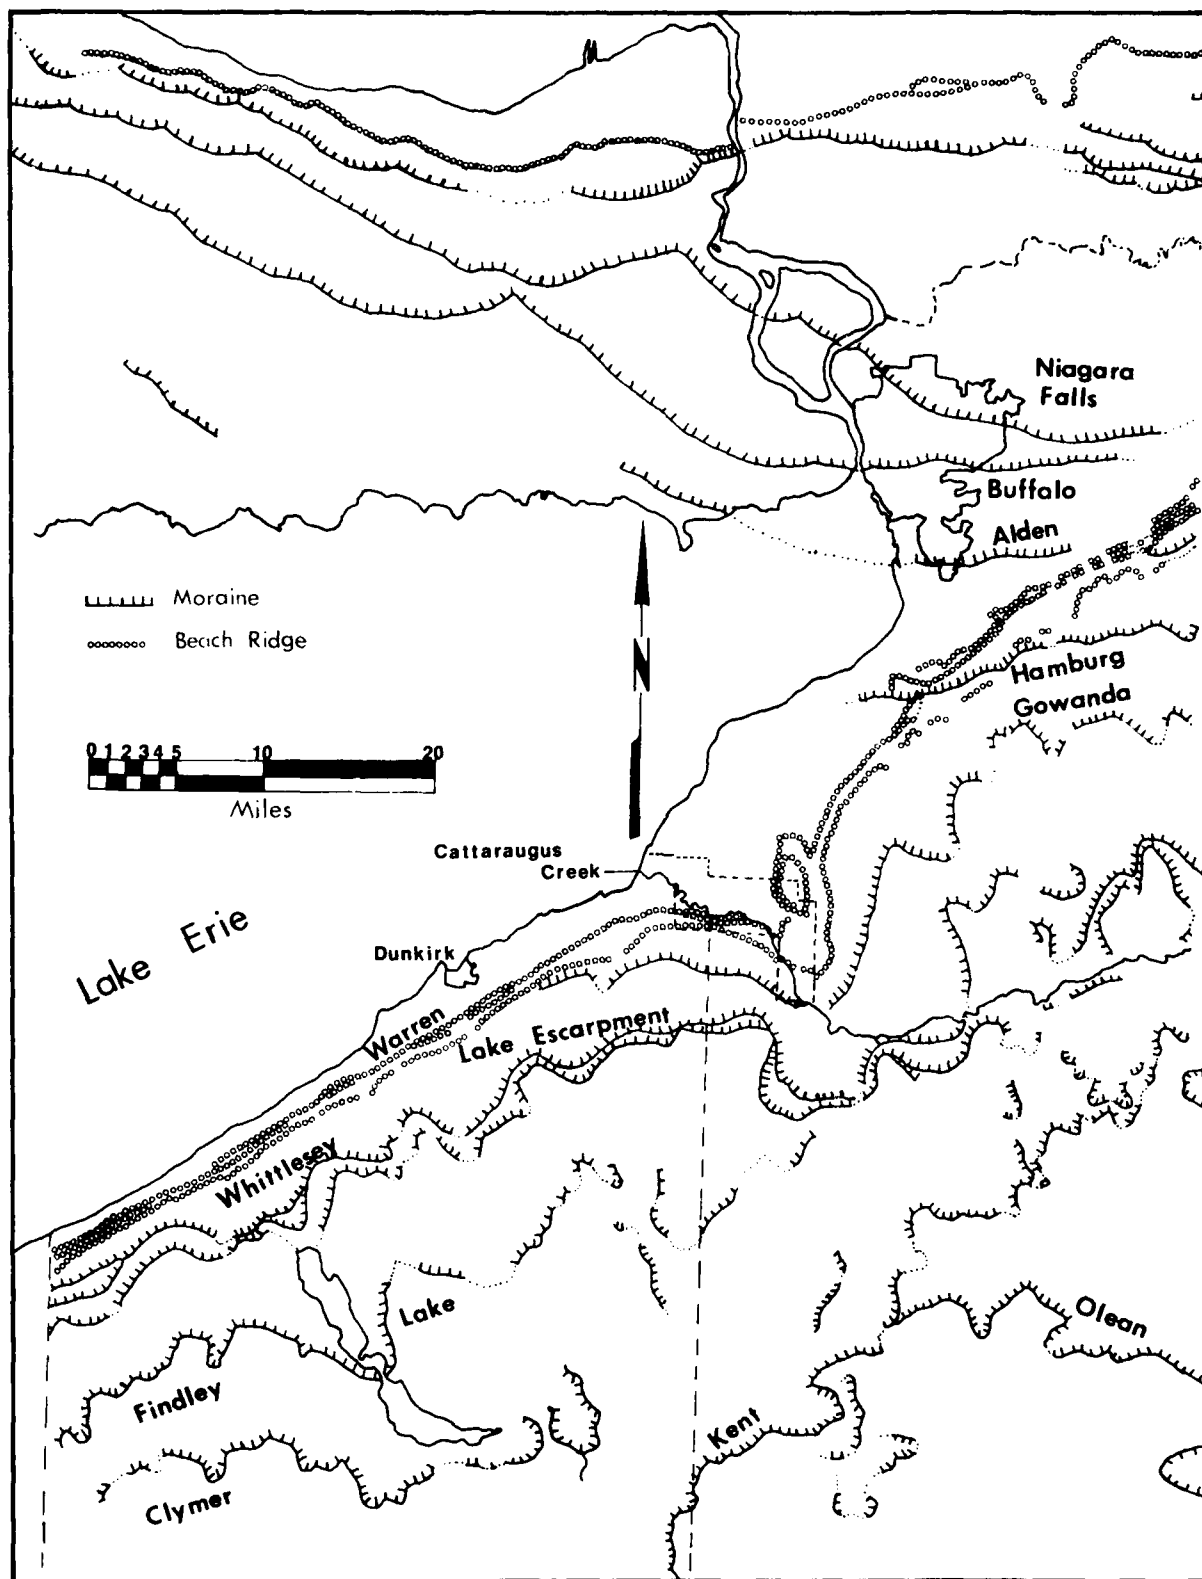 Niagara
Falls
Buffalo
Alden
Moraine
Beach Ridge
N
Hamburg
Gowanda
0 1 2 3 4 5 10 20
Miles
Cattaraugus
Creek
Lake Erie
Dunkirk
Warren
Lake Escarpment
Whittlesey
Lake
Olean
Findley
Kent
Clymer